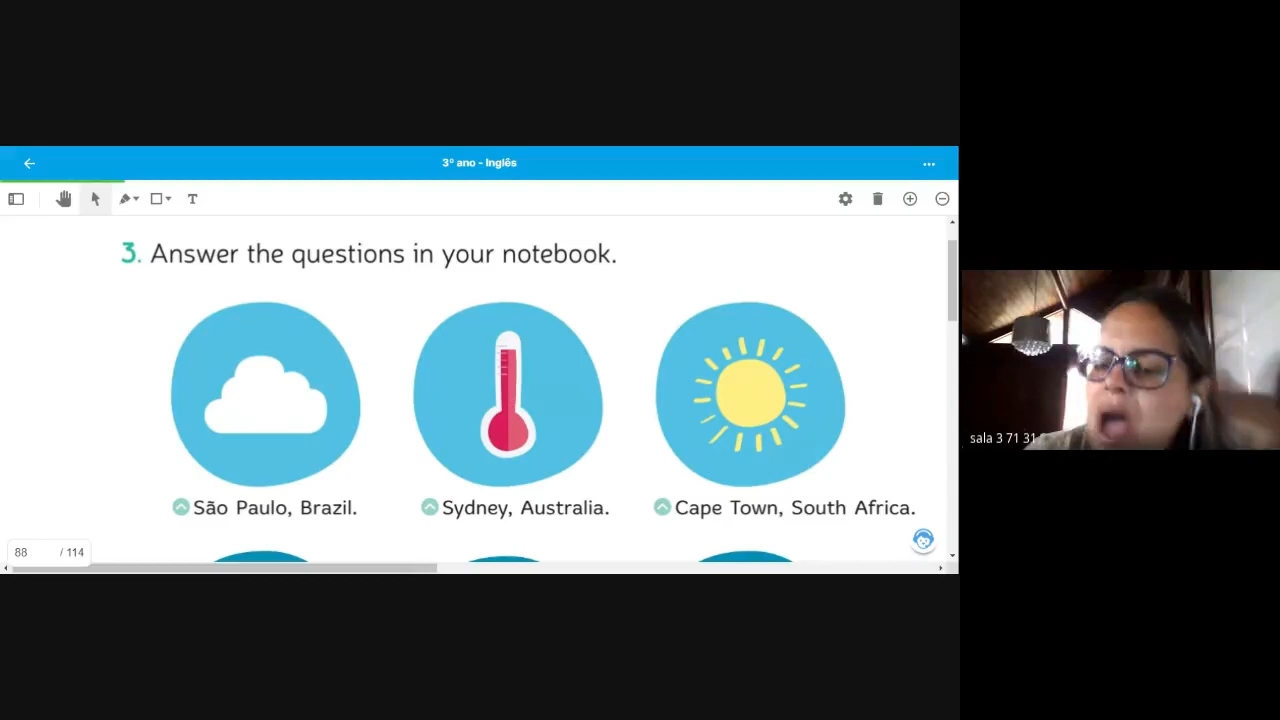 3º ano - Inglês
3. Answer the questions in your notebook.
São Paulo, Brazil.
Sydney, Australia.
Cape Town, South Africa.
88 / 114
sala 3 71 31